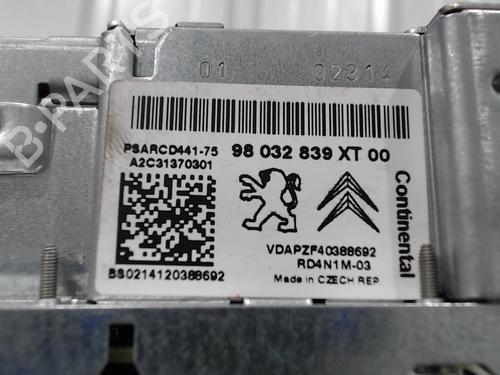 B-PARTS
01 02314
PSARCD441-75 98 032 839 XT 00
A2C31370301
Continental
VDAPZF40388692
RD4N1M-03
BS0214120388692
Made in CZECH REP.